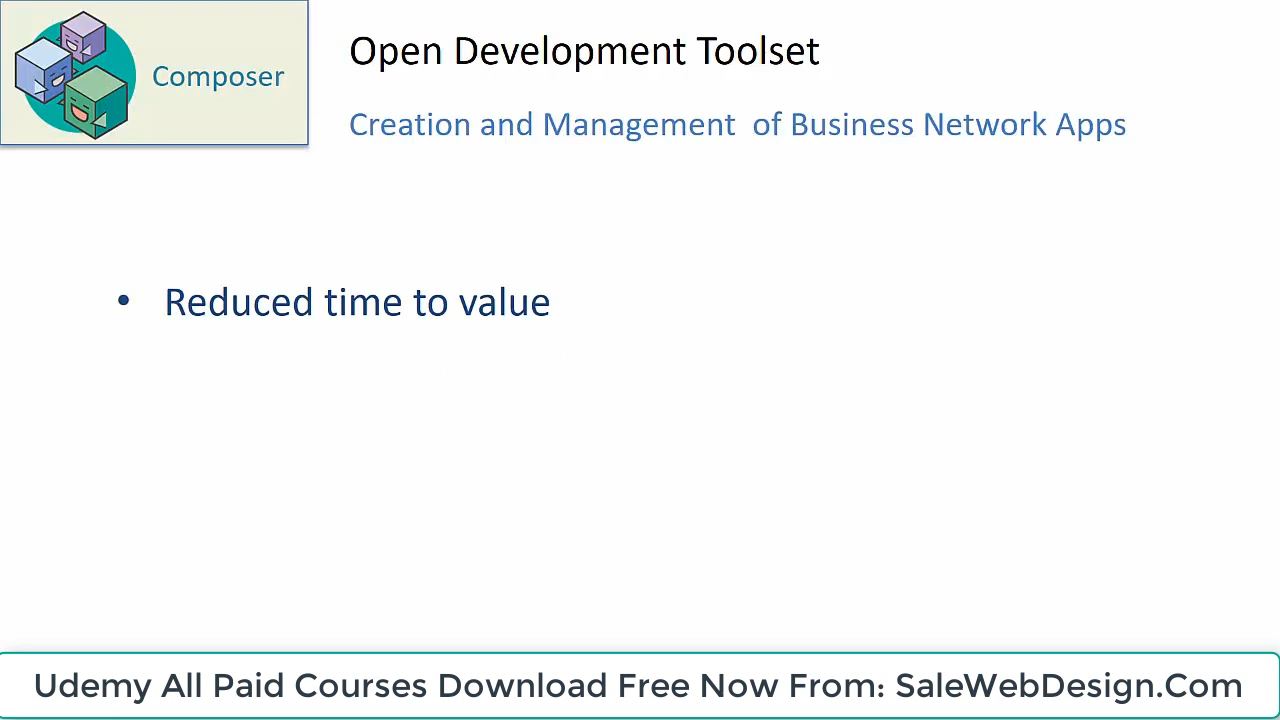 Composer
Open Development Toolset
Creation and Management of Business Network Apps
• Reduced time to value
Udemy All Paid Courses Download Free Now From: SaleWebDesign.Com